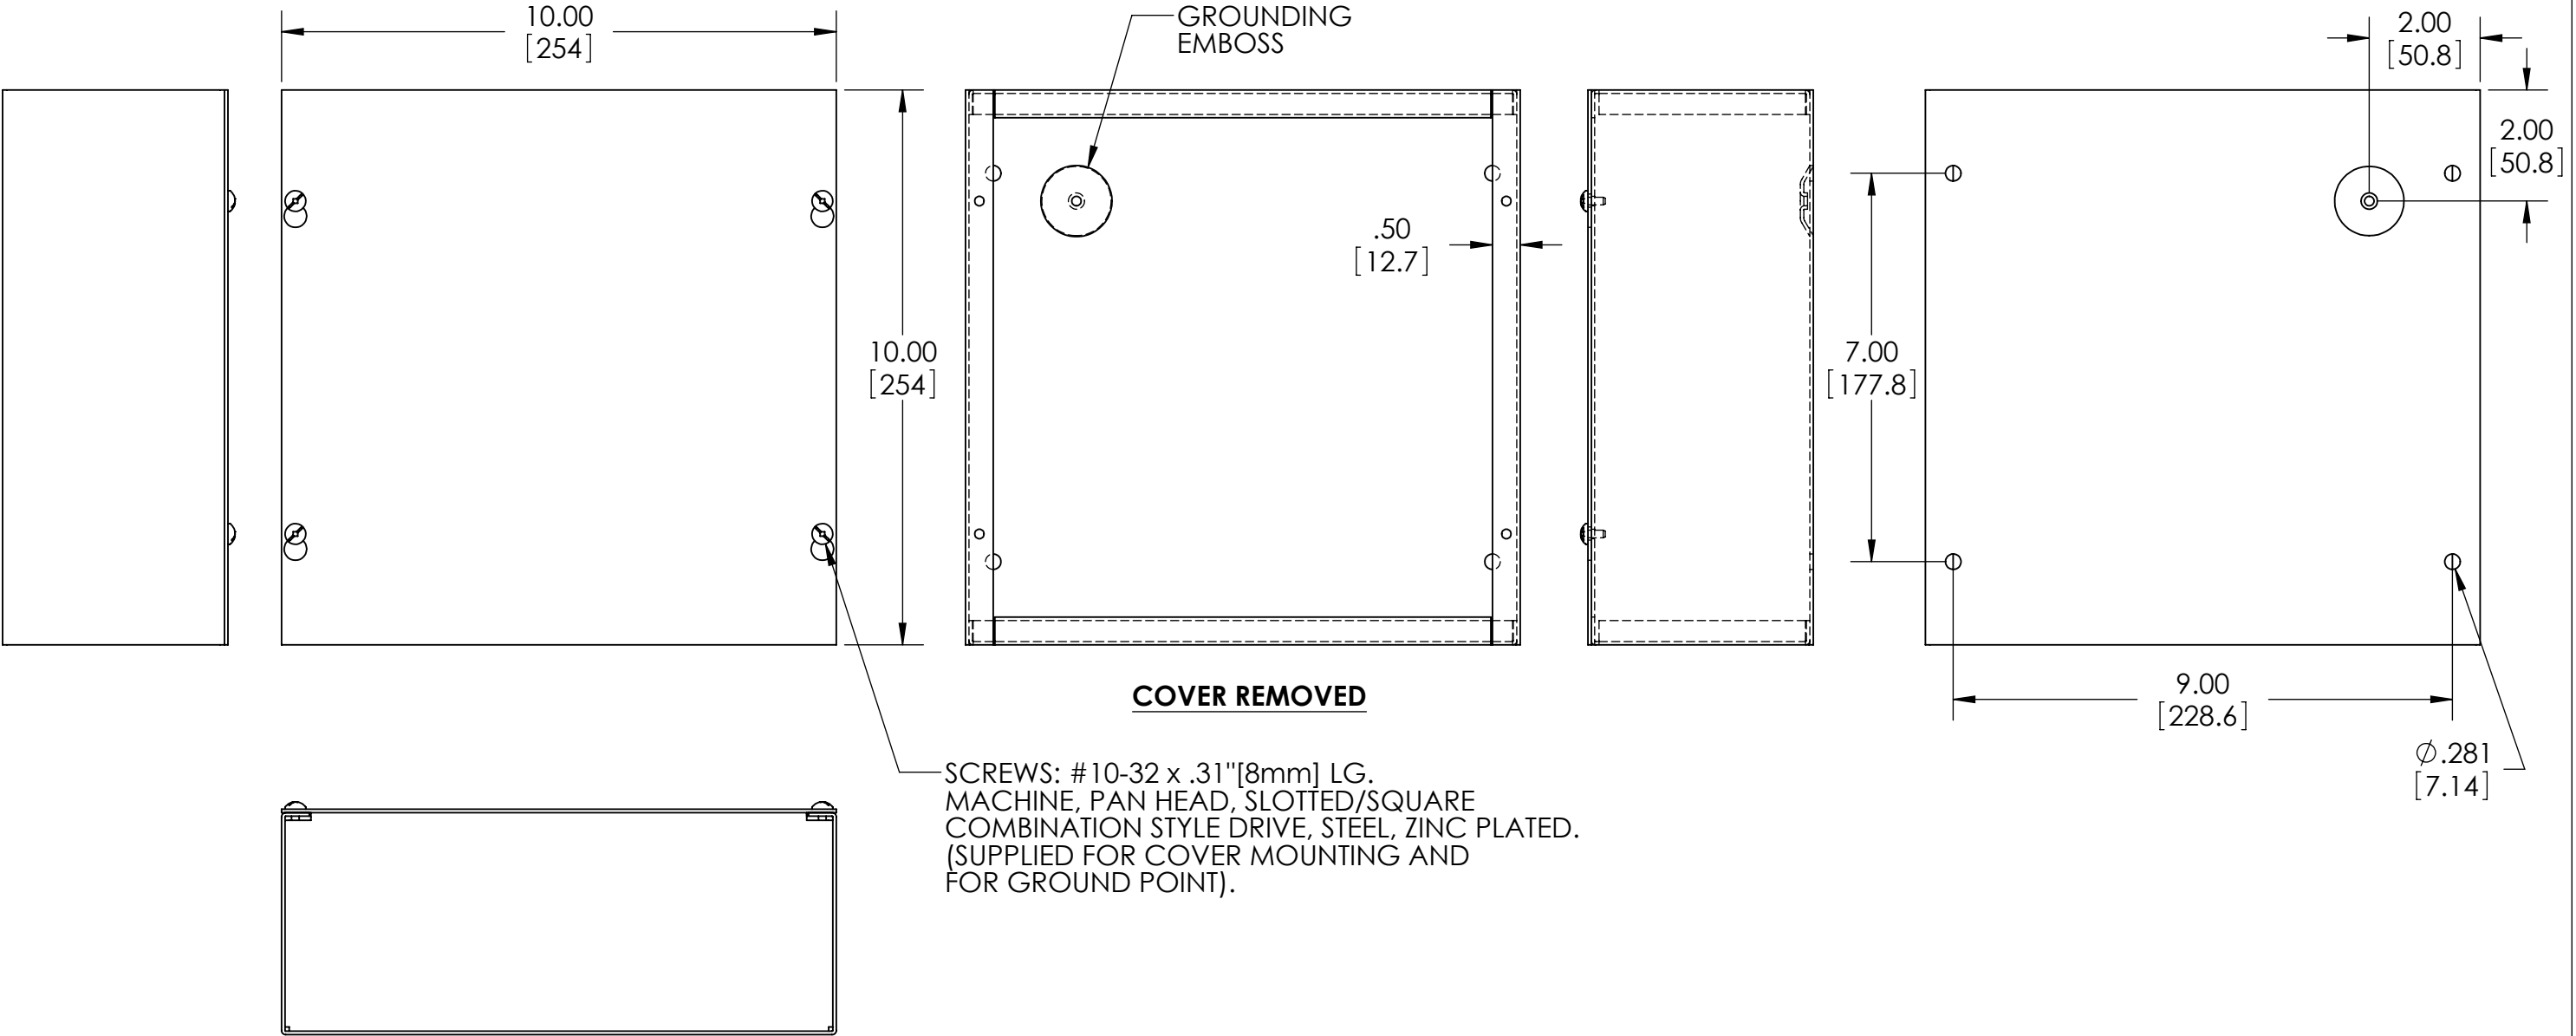 10.00
[254]
GROUNDING
EMBOSS
2.00
[50.8]
2.00
[50.8]
.50
[12.7]
10.00
[254]
7.00
[177.8]
COVER REMOVED
9.00
[228.6]
Ø.281
[7.14]
SCREWS: #10-32 x .31"[8mm] LG.
MACHINE, PAN HEAD, SLOTTED/SQUARE
COMBINATION STYLE DRIVE, STEEL, ZINC PLATED.
(SUPPLIED FOR COVER MOUNTING AND
FOR GROUND POINT).